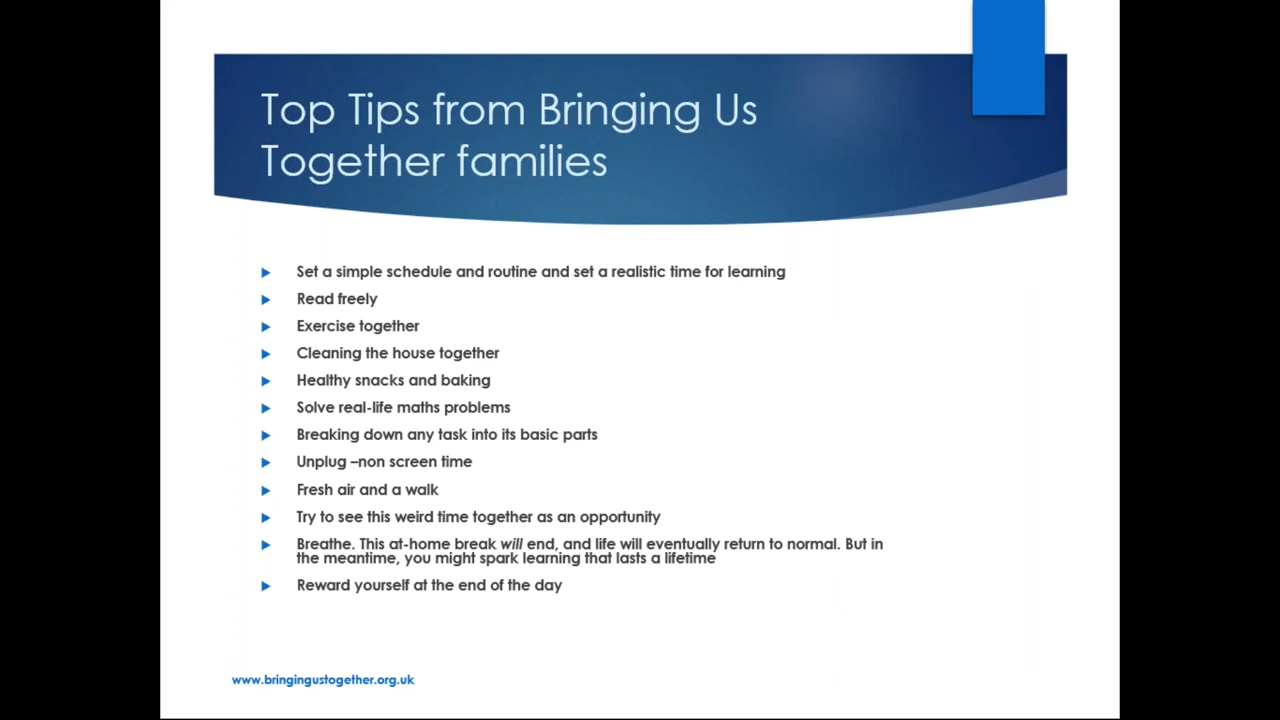 Top Tips from Bringing Us
Together families
Set a simple schedule and routine and set a realistic time for learning
Read freely
Exercise together
Cleaning the house together
Healthy snacks and baking
Solve real-life maths problems
Breaking down any task into its basic parts
Unplug –non screen time
Fresh air and a walk
Try to see this weird time together as an opportunity
Breathe. This at-home break will end, and life will eventually return to normal. But in
the meantime, you might spark learning that lasts a lifetime
Reward yourself at the end of the day
www.bringingustogether.org.uk